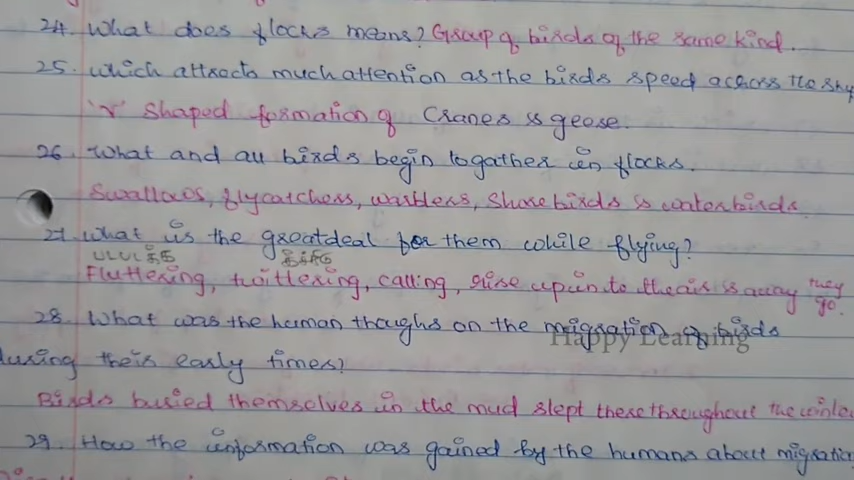 24. What does flocks means? Group of birds of the same kind.
25. Which attracts much attention as the birds speed across the sky
'v' Shaped formation of Cranes & geese.
26. What and all birds begin to gather in flocks.
Swallows, flycatchers, warblers, Shore birds & water birds.
27. What is the great deal for them while flying?
Fluttering, twittering, calling, rise up into the air & away they go.
28. What was the human thoughs on the migration of birds
Happy Learning
during their early times?
Birds buried themselves in the mud slept there throughout the winter
29. How the information was gained by the humans about migration